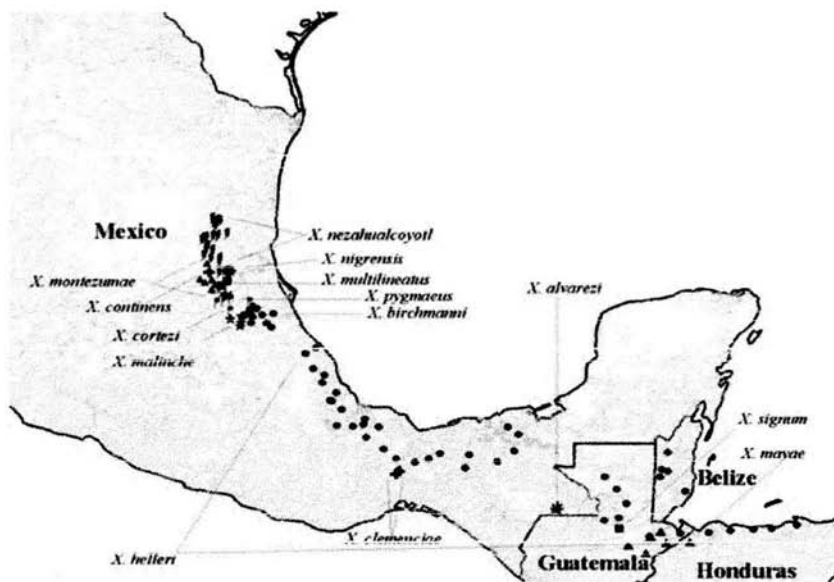 Mexico
X. nezahualcoyotl
X. nigrensis
X. montezumae
X. multilineatus
X. alvarezi
X. continens
X. pygmaeus
X. birchmanni
X. cortezi
X. malinche
X. signum
X. mayae
Belize
X. clemenciae
X. helleri
Guatemala
Honduras